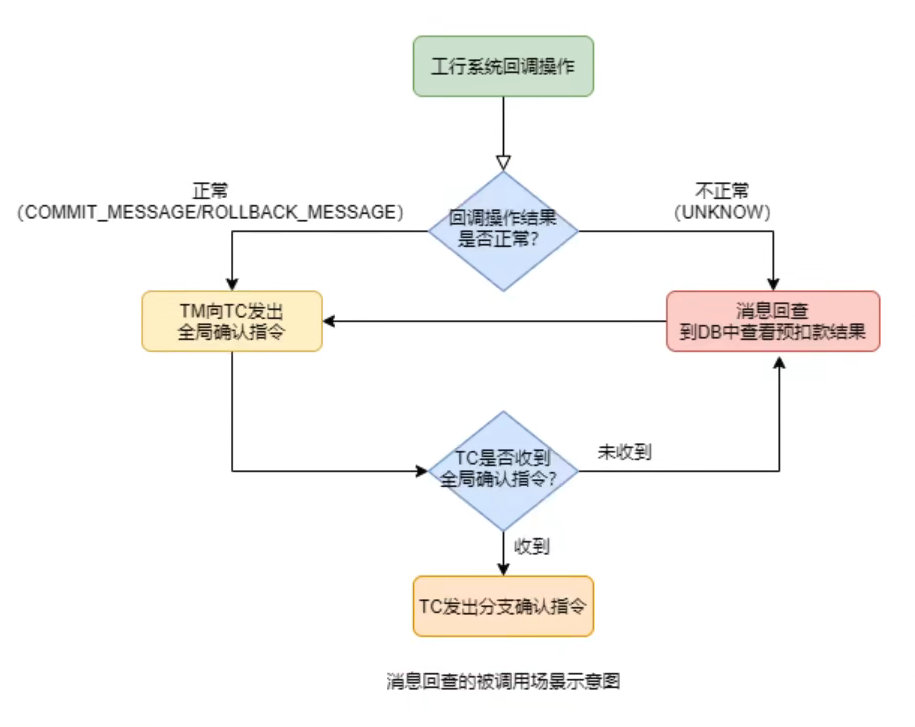 工行系统回调操作
正常
（COMMIT_MESSAGE/ROLLBACK_MESSAGE）
不正常
（UNKNOW）
回调操作结果
是否正常？
TM向TC发出
全局确认指令
消息回查
到DB中查看预扣款结果
TC是否收到
全局确认指令？
未收到
收到
TC发出分支确认指令
消息回查的被调用场景示意图